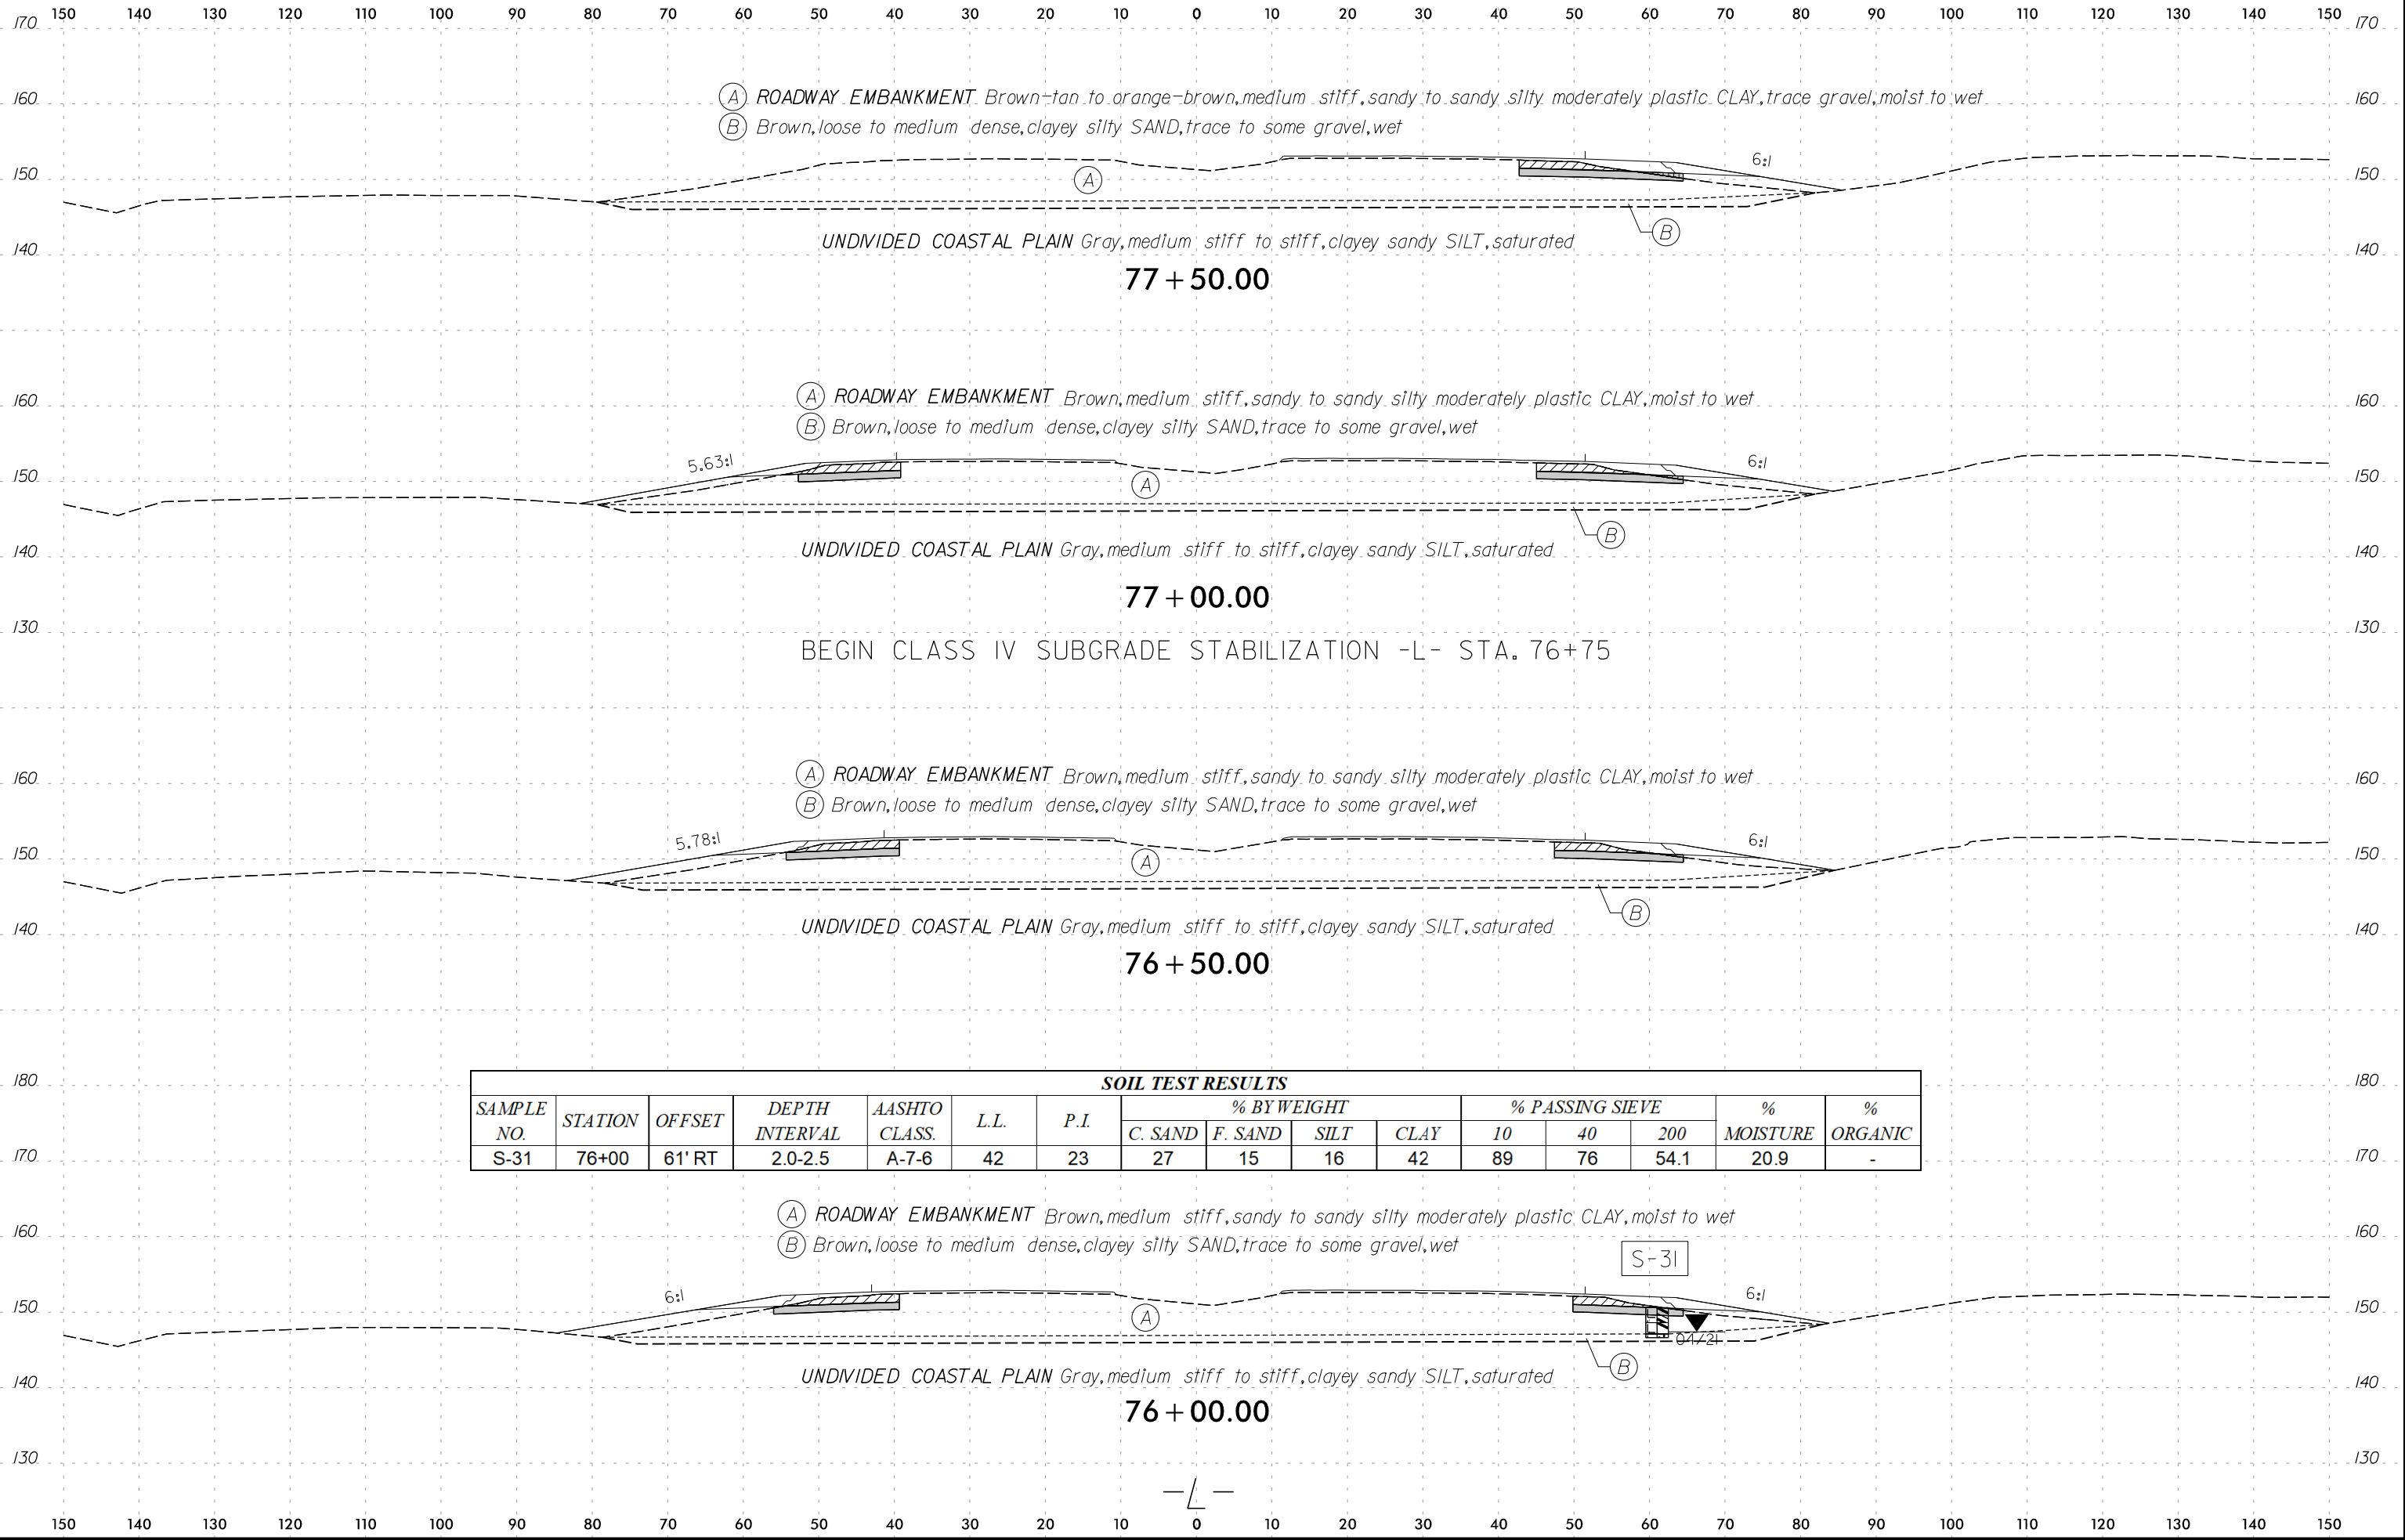 150 140 130 120 110 100 90 80 70 60 50 40 30 20 10 0 10 20 30 40 50 60 70 80 90 100 110 120 130 140 150
170 170
160 160
(A) ROADWAY EMBANKMENT Brown-tan to orange-brown, medium stiff, sandy to sandy silty moderately plastic CLAY, trace gravel, moist to wet
(B) Brown, loose to medium dense, clayey silty SAND, trace to some gravel, wet
6:1
150 150
A
B
UNDIVIDED COASTAL PLAIN Gray, medium stiff to stiff, clayey sandy SILT, saturated
140 140
77+50.00
(A) ROADWAY EMBANKMENT Brown, medium stiff, sandy to sandy silty moderately plastic CLAY, moist to wet
160 160
(B) Brown, loose to medium dense, clayey silty SAND, trace to some gravel, wet
5.63:1 6:1
150 150
A
B
UNDIVIDED COASTAL PLAIN Gray, medium stiff to stiff, clayey sandy SILT, saturated
140 140
77+00.00
130 130
BEGIN CLASS IV SUBGRADE STABILIZATION -L- STA. 76+75
(A) ROADWAY EMBANKMENT Brown, medium stiff, sandy to sandy silty moderately plastic CLAY, moist to wet
160 160
(B) Brown, loose to medium dense, clayey silty SAND, trace to some gravel, wet
5.78:1 6:1
150 150
A
B
UNDIVIDED COASTAL PLAIN Gray, medium stiff to stiff, clayey sandy SILT, saturated
140 140
76+50.00
180 180
SOIL TEST RESULTS
SAMPLE NO. STATION OFFSET DEPTH INTERVAL AASHTO CLASS. L.L. P.I. % BY WEIGHT % PASSING SIEVE % MOISTURE % ORGANIC
C. SAND F. SAND SILT CLAY 10 40 200
S-31 76+00 61' RT 2.0-2.5 A-7-6 42 23 27 15 16 42 89 76 54.1 20.9 -
170 170
(A) ROADWAY EMBANKMENT Brown, medium stiff, sandy to sandy silty moderately plastic CLAY, moist to wet
160 160
(B) Brown, loose to medium dense, clayey silty SAND, trace to some gravel, wet
S-31
6:1 6:1
150 150
A
04/21
B
UNDIVIDED COASTAL PLAIN Gray, medium stiff to stiff, clayey sandy SILT, saturated
140 140
76+00.00
130 130
-L-
150 140 130 120 110 100 90 80 70 60 50 40 30 20 10 0 10 20 30 40 50 60 70 80 90 100 110 120 130 140 150